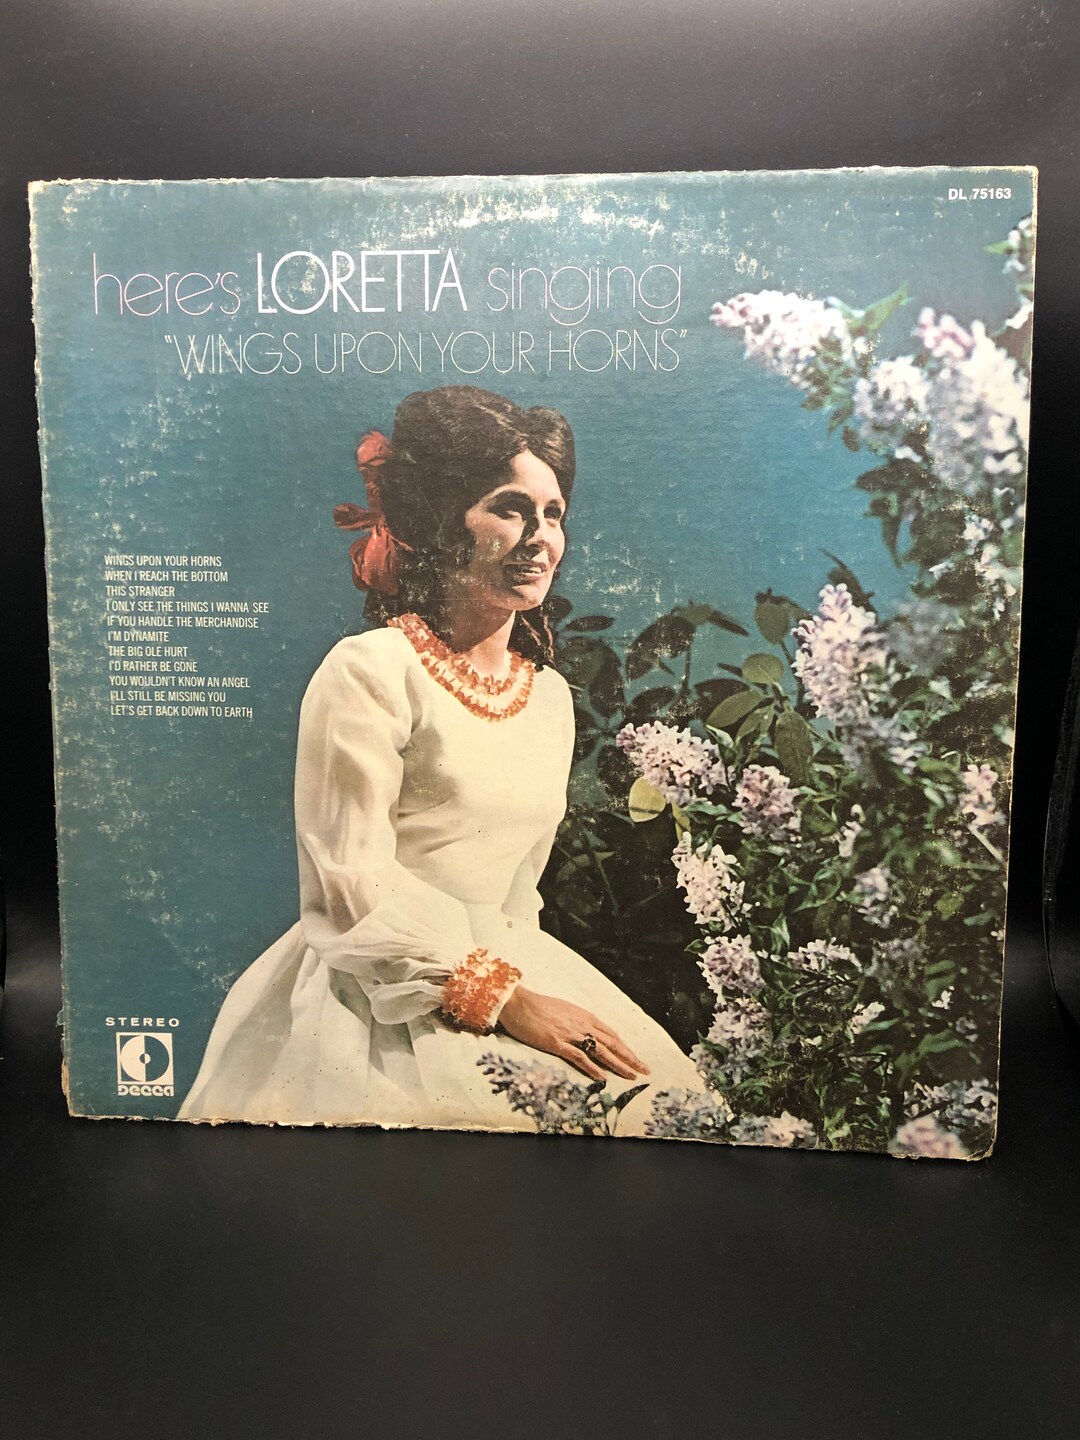 DL 75163
here's LORETTA singing
"WINGS UPON YOUR HORNS"
WINGS UPON YOUR HORNS
WHEN I REACH THE BOTTOM
THIS STRANGER
I ONLY SEE THE THINGS I WANNA SEE
IF YOU HANDLE THE MERCHANDISE
I'M DYNAMITE
THE BIG OLE HURT
I'D RATHER BE GONE
YOU WOULDN'T KNOW AN ANGEL
I'LL STILL BE MISSING YOU
LET'S GET BACK DOWN TO EARTH
STEREO
DECCA